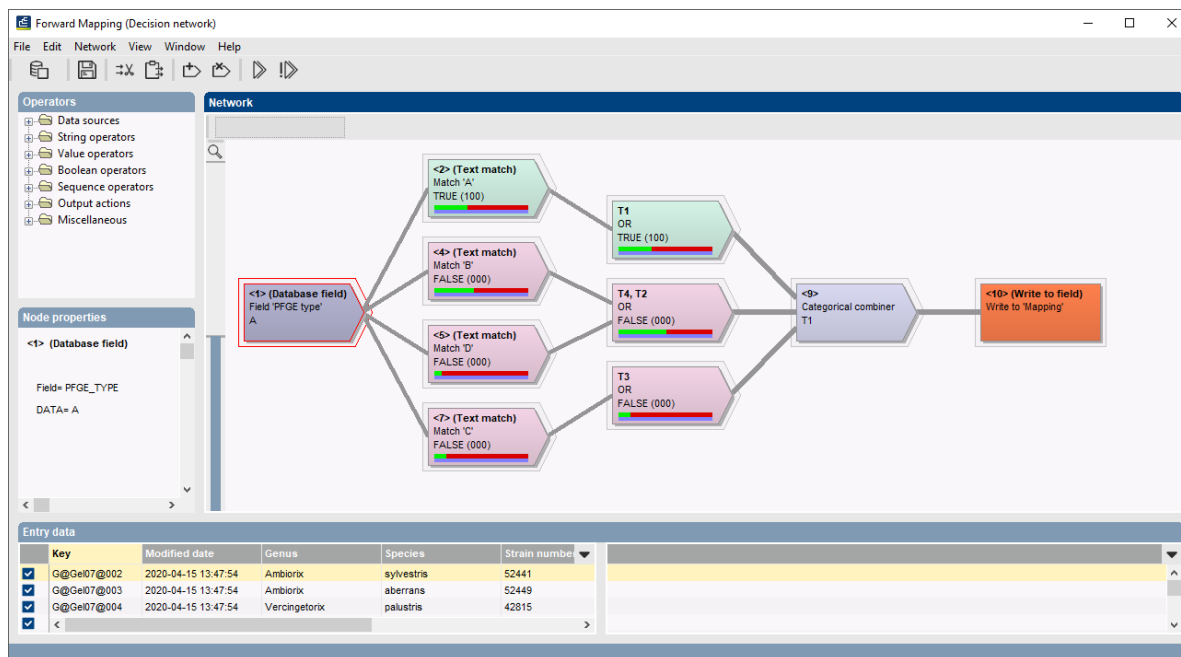 Forward Mapping (Decision network)
File Edit Network View Window Help
Operators
Data sources
String operators
Value operators
Boolean operators
Sequence operators
Output actions
Miscellaneous
Node properties
<1> (Database field)
Field= PFGE_TYPE
DATA= A
Network
<1> (Database field)
Field 'PFGE type'
A
<2> (Text match)
Match 'A'
TRUE (100)
<4> (Text match)
Match 'B'
FALSE (000)
<5> (Text match)
Match 'D'
FALSE (000)
<7> (Text match)
Match 'C'
FALSE (000)
T1
OR
TRUE (100)
T4, T2
OR
FALSE (000)
T3
OR
FALSE (000)
<9>
Categorical combiner
T1
<10> (Write to field)
Write to 'Mapping'
Entry data
Key Modified date Genus Species Strain number
G@Gel07@002 2020-04-15 13:47:54 Ambiorix sylvestris 52441
G@Gel07@003 2020-04-15 13:47:54 Ambiorix aberrans 52449
G@Gel07@004 2020-04-15 13:47:54 Vercingetorix palustris 42815